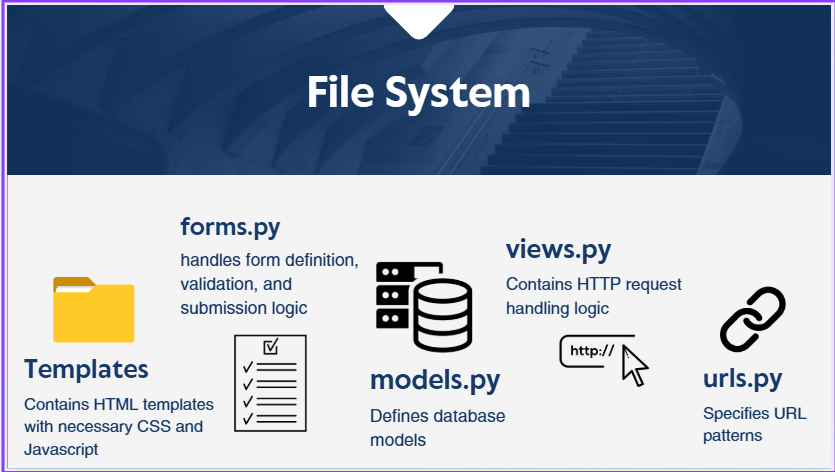 File System
Templates
Contains HTML templates
with necessary CSS and
Javascript
forms.py
handles form definition,
validation, and
submission logic
models.py
Defines database
models
views.py
Contains HTTP request
handling logic
http://
urls.py
Specifies URL
patterns